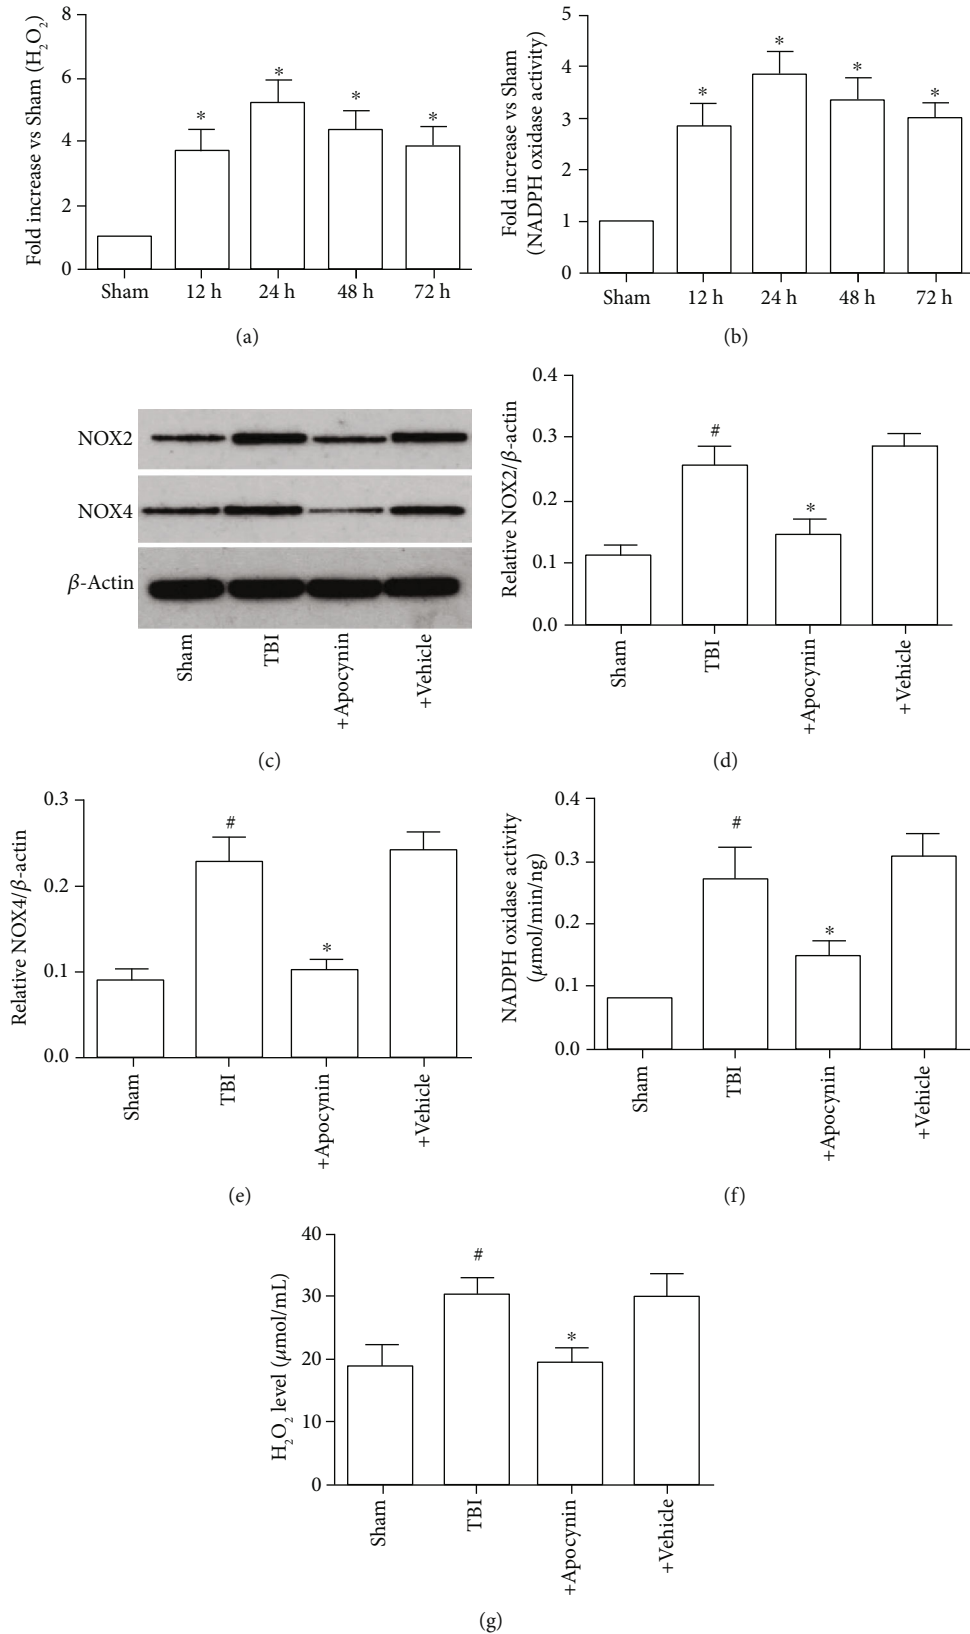 Fold increase vs Sham (H₂O₂)
8
6
4
2
0
*
*
*
*
Sham 12 h 24 h 48 h 72 h
(a)
Fold increase vs Sham
(NADPH oxidase activity)
5
4
3
2
1
0
*
*
*
*
Sham 12 h 24 h 48 h 72 h
(b)
NOX2
NOX4
β-Actin
Sham
TBI
+Apocynin
+Vehicle
(c)
Relative NOX2/β-actin
0.4
0.3
0.2
0.1
0.0
#
*
Sham
TBI
+Apocynin
+Vehicle
(d)
Relative NOX4/β-actin
0.3
0.2
0.1
0.0
#
*
Sham
TBI
+Apocynin
+Vehicle
(e)
NADPH oxidase activity
(μmol/min/ng)
0.4
0.3
0.2
0.1
0.0
#
*
Sham
TBI
+Apocynin
+Vehicle
(f)
H₂O₂ level (μmol/mL)
40
30
20
10
0
#
*
Sham
TBI
+Apocynin
+Vehicle
(g)